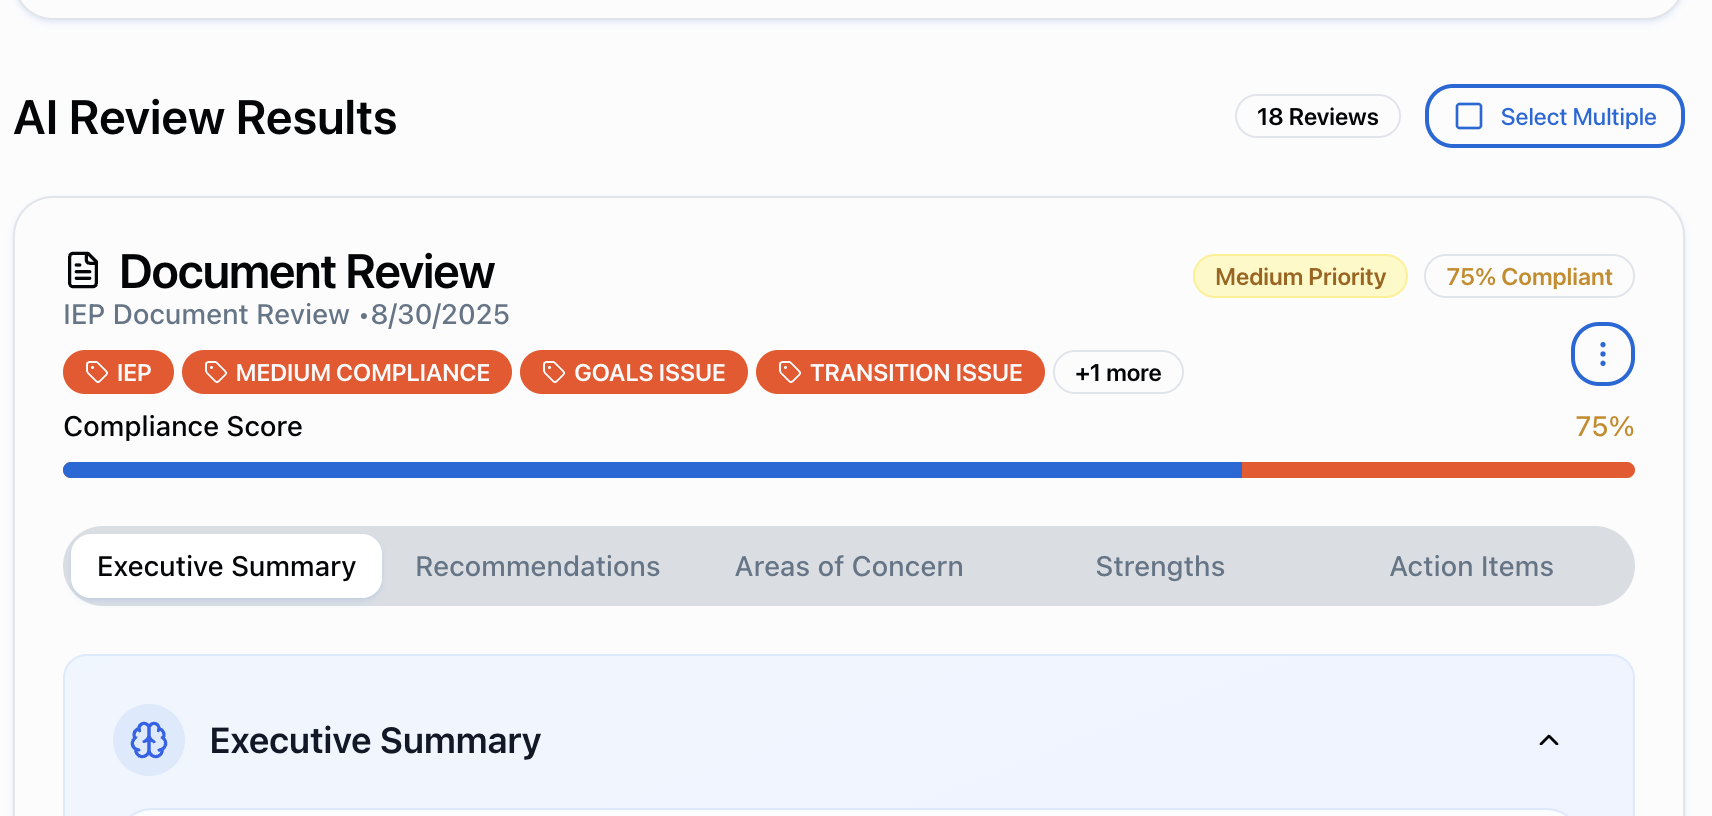 AI Review Results
18 Reviews
Select Multiple
Document Review
Medium Priority
75% Compliant
IEP Document Review •8/30/2025
IEP
MEDIUM COMPLIANCE
GOALS ISSUE
TRANSITION ISSUE
+1 more
Compliance Score
75%
Executive Summary
Recommendations
Areas of Concern
Strengths
Action Items
Executive Summary